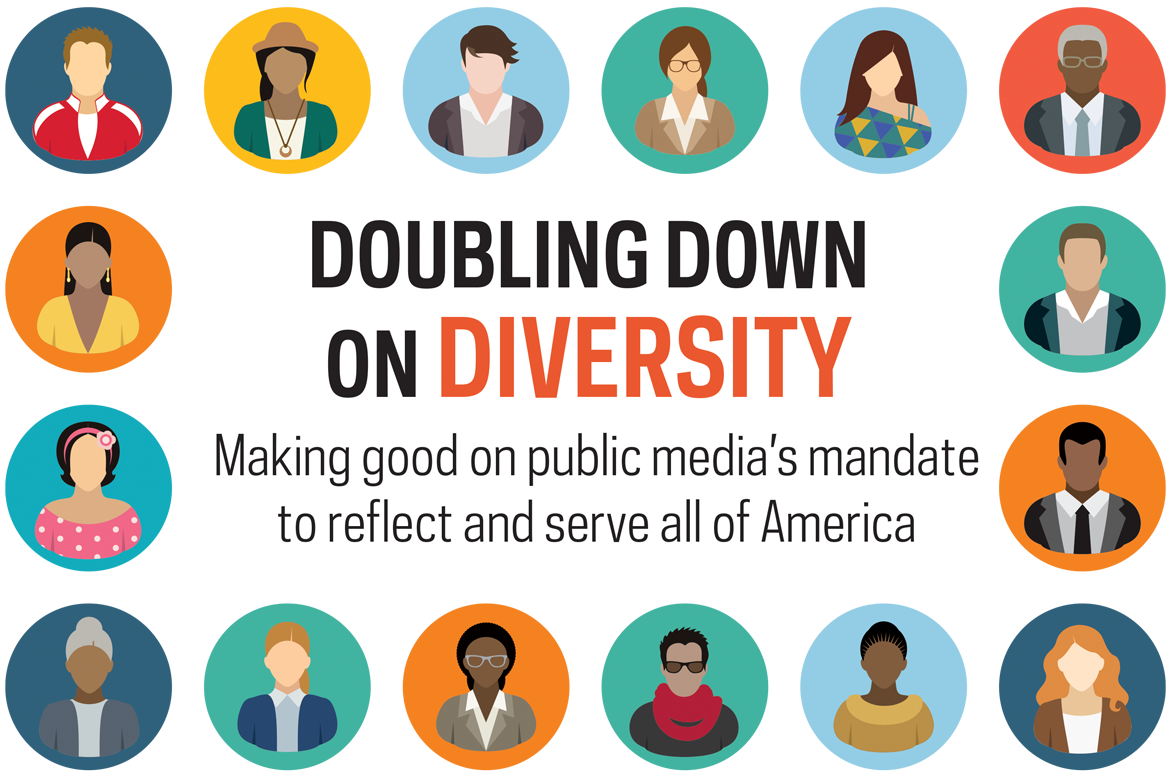 DOUBLING DOWN
ON DIVERSITY
Making good on public media's mandate
to reflect and serve all of America